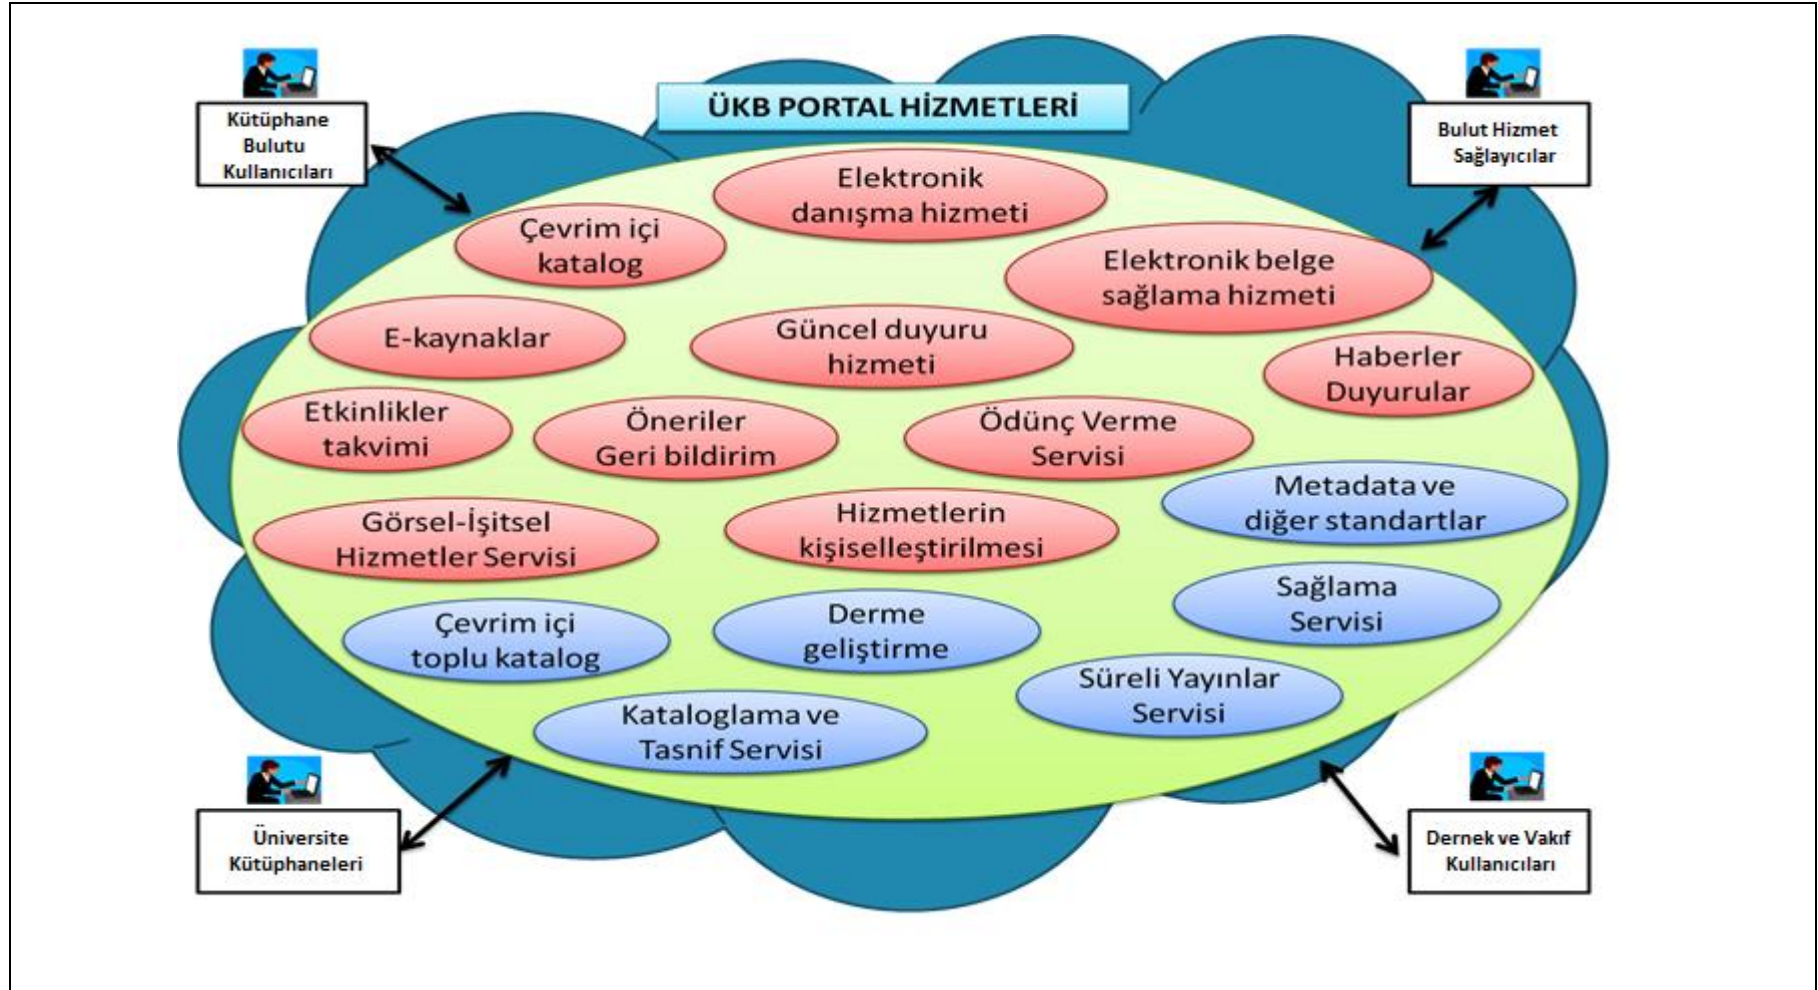 ÜKB PORTAL HİZMETLERİ
Kütüphane
Bulutu
Kullanıcıları
Bulut Hizmet
Sağlayıcılar
Elektronik
danışma hizmeti
Çevrim içi
katalog
Elektronik belge
sağlama hizmeti
E-kaynaklar
Güncel duyuru
hizmeti
Haberler
Duyurular
Etkinlikler
takvimi
Öneriler
Geri bildirim
Ödünç Verme
Servisi
Metadata ve
diğer standartlar
Görsel-İşitsel
Hizmetler Servisi
Hizmetlerin
kişiselleştirilmesi
Sağlama
Servisi
Çevrim içi
toplu katalog
Derme
geliştirme
Süreli Yayınlar
Servisi
Kataloglama ve
Tasnif Servisi
Üniversite
Kütüphaneleri
Dernek ve Vakıf
Kullanıcıları